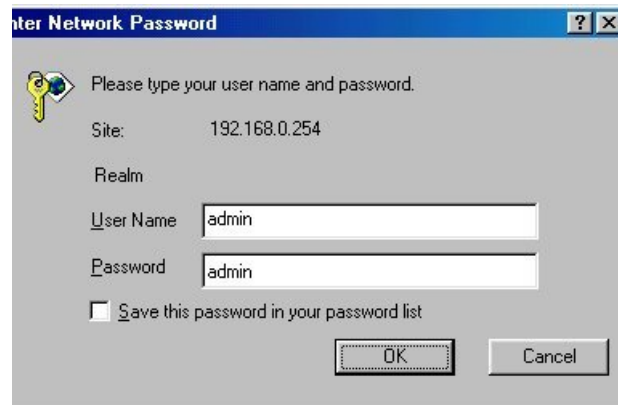 nter Network Password
Please type your user name and password.
Site: 192.168.0.254
Realm
User Name admin
Password admin
Save this password in your password list
OK Cancel